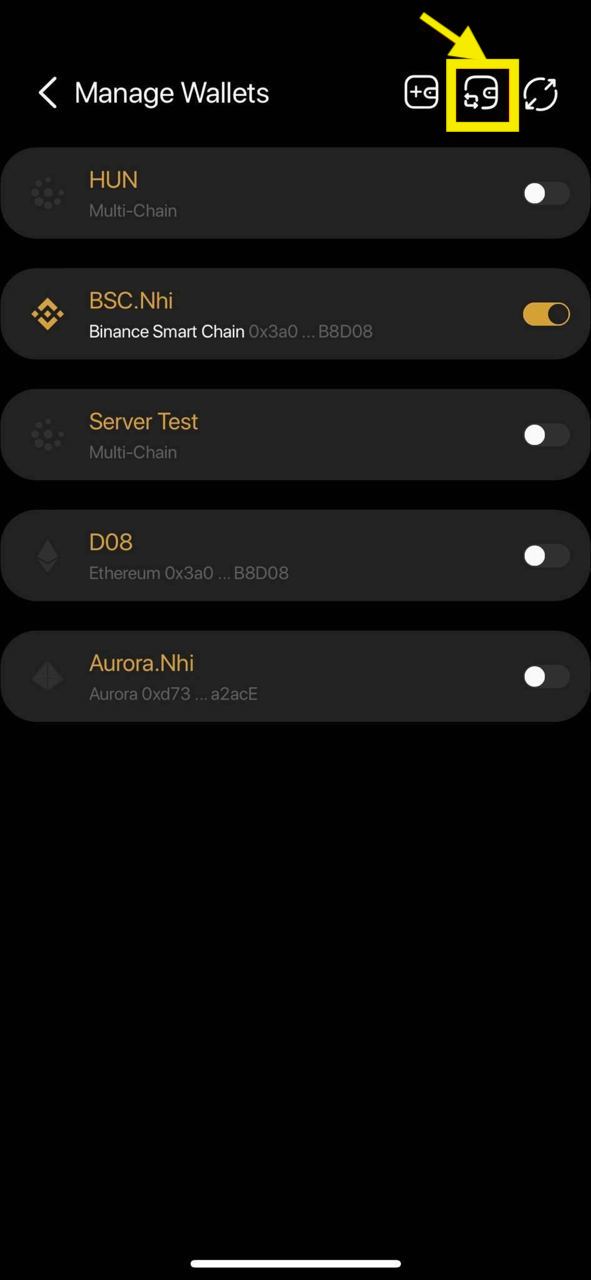 Manage Wallets
HUN
Multi-Chain
BSC.Nhi
Binance Smart Chain 0x3a0 ... B8D08
Server Test
Multi-Chain
D08
Ethereum 0x3a0 ... B8D08
Aurora.Nhi
Aurora 0xd73 ... a2acE